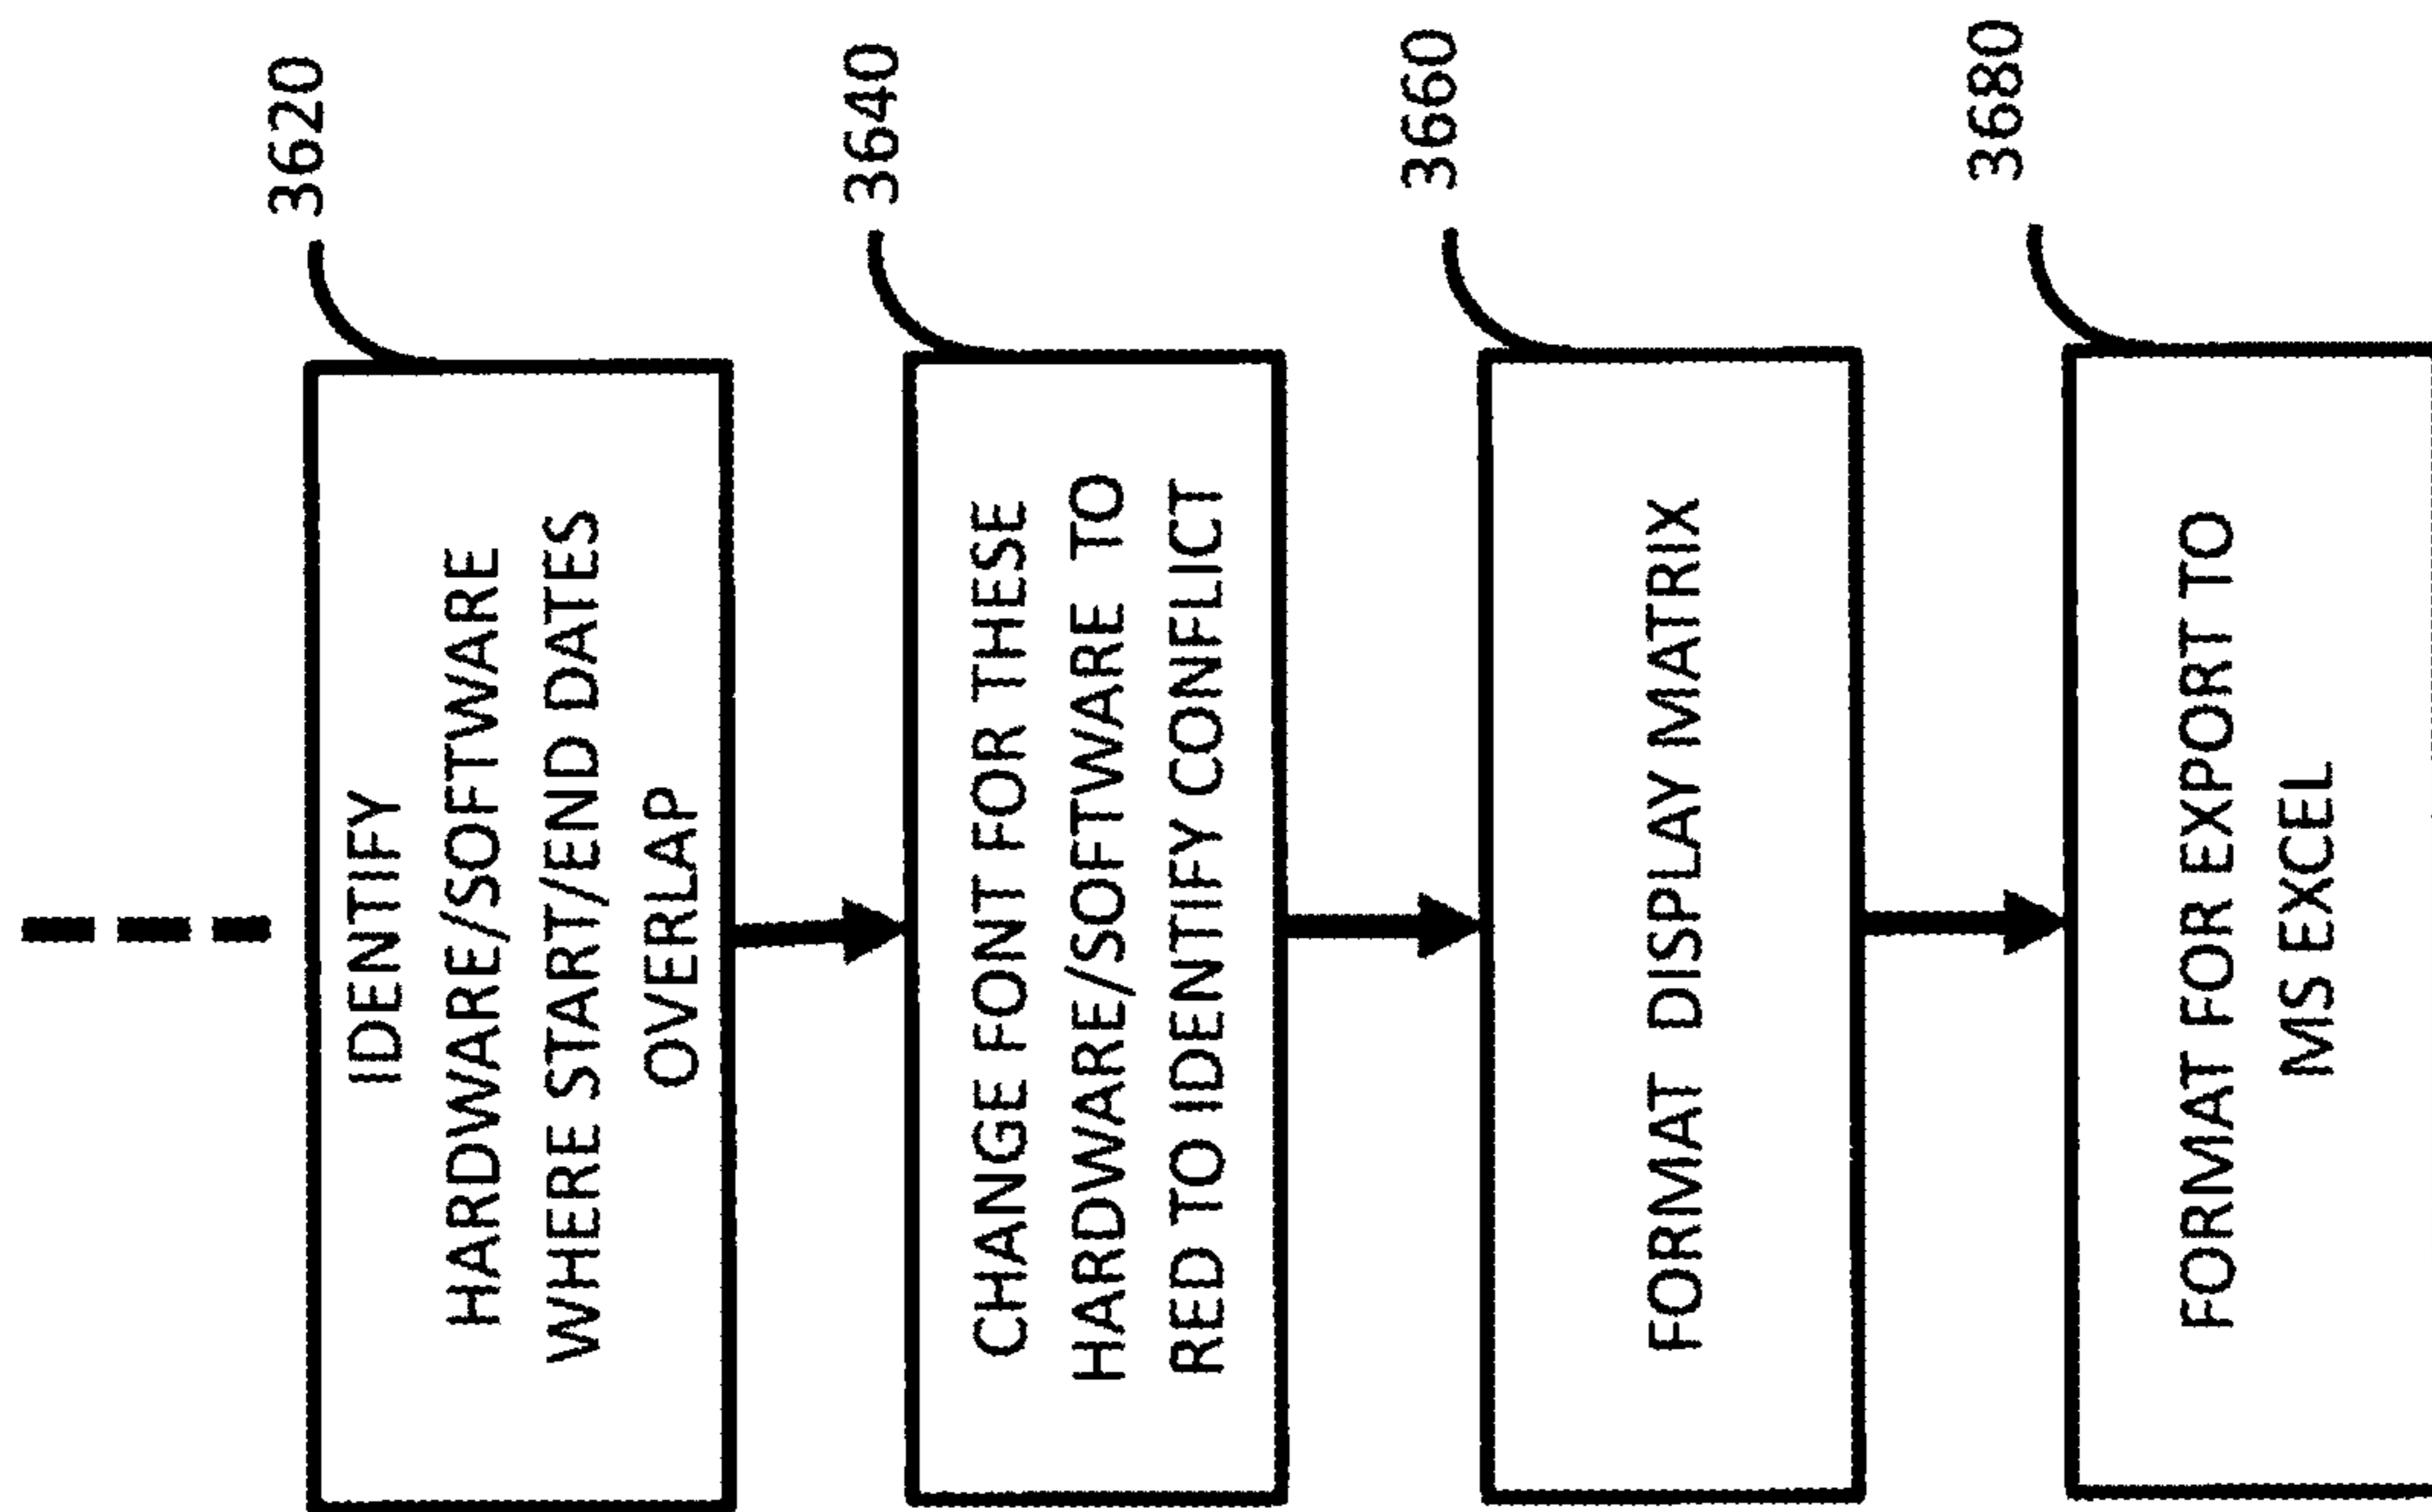 3620
IDENTIFY
HARDWARE/SOFTWARE
WHERE START/END DATES
OVERLAP
3640
CHANGE FONT FOR THESE
HARDWARE/SOFTWARE TO
RED TO IDENTIFY CONFLICT
3660
FORMAT DISPLAY MATRIX
3680
FORMAT FOR EXPORT TO
MS EXCEL